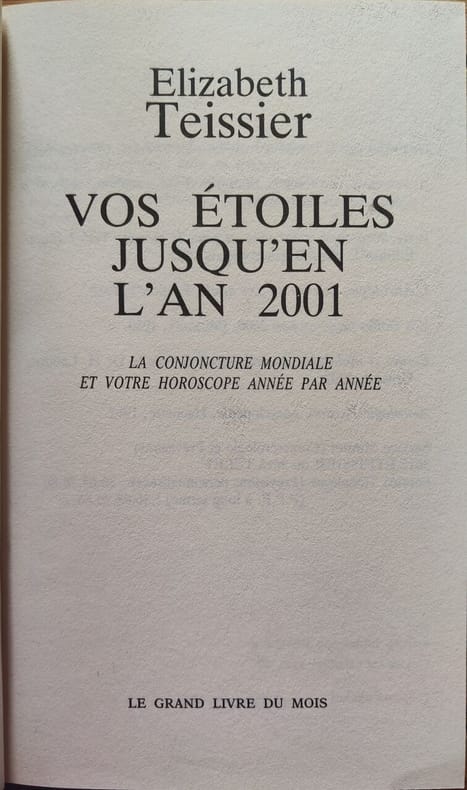 Elizabeth
Teissier
VOS ÉTOILES
JUSQU'EN
L'AN 2001
LA CONJONCTURE MONDIALE
ET VOTRE HOROSCOPE ANNÉE PAR ANNÉE
LE GRAND LIVRE DU MOIS